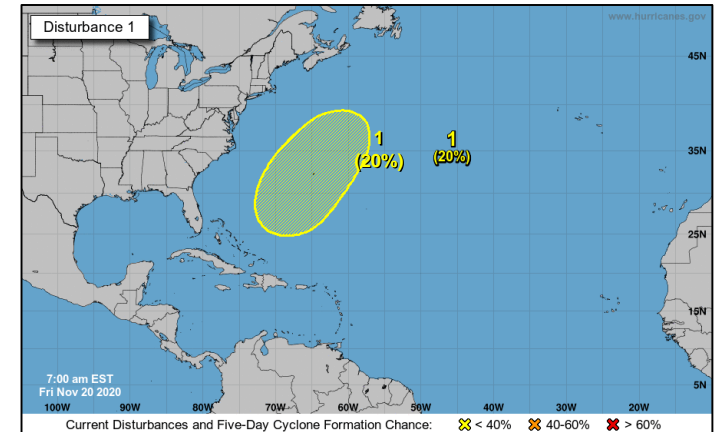 Disturbance 1
www.hurricanes.gov
45N
1
(20%)
1
(20%)
35N
25N
15N
5N
7:00 am EST
Fri Nov 20 2020
100W 90W 80W 70W 60W 50W 40W 30W 20W
Current Disturbances and Five-Day Cyclone Formation Chance: < 40% 40-60% > 60%